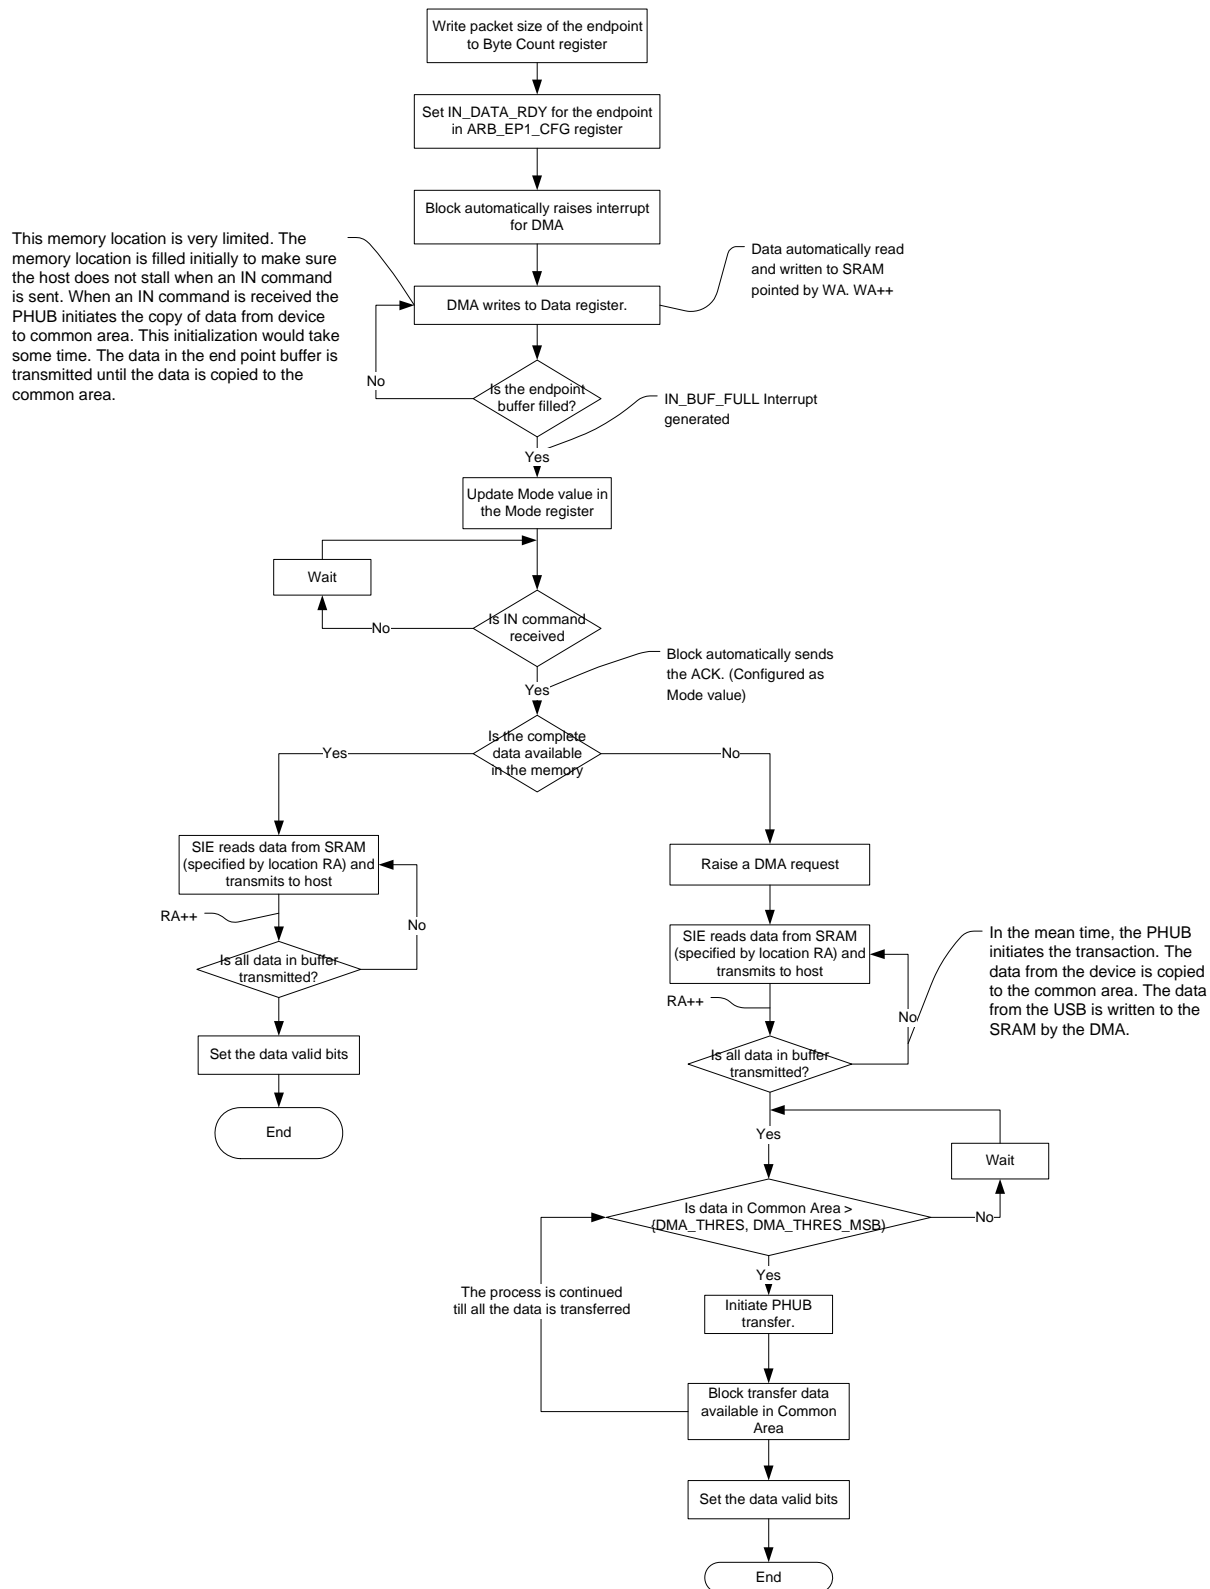 Write packet size of the endpoint
to Byte Count register
Set IN_DATA_RDY for the endpoint
in ARB_EP1_CFG register
Block automatically raises interrupt
for DMA
This memory location is very limited. The
memory location is filled initially to make sure
the host does not stall when an IN command
is sent. When an IN command is received the
PHUB initiates the copy of data from device
to common area. This initialization would take
some time. The data in the end point buffer is
transmitted until the data is copied to the
common area.
Data automatically read
and written to SRAM
pointed by WA. WA++
DMA writes to Data register.
No
Is the endpoint
buffer filled?
IN_BUF_FULL Interrupt
generated
Yes
Update Mode value in
the Mode register
Wait
Is IN command
received
No
Block automatically sends
the ACK. (Configured as
Mode value)
Yes
Is the complete
data available
in the memory
Yes
No
SIE reads data from SRAM
(specified by location RA) and
transmits to host
RA++
No
Is all data in buffer
transmitted?
Set the data valid bits
End
Raise a DMA request
SIE reads data from SRAM
(specified by location RA) and
transmits to host
In the mean time, the PHUB
initiates the transaction. The
data from the device is copied
to the common area. The data
from the USB is written to the
SRAM by the DMA.
RA++
No
Is all data in buffer
transmitted?
Yes
Wait
Is data in Common Area >
(DMA_THRES, DMA_THRES_MSB)
No
Yes
The process is continued
till all the data is transferred
Initiate PHUB
transfer.
Block transfer data
available in Common
Area
Set the data valid bits
End